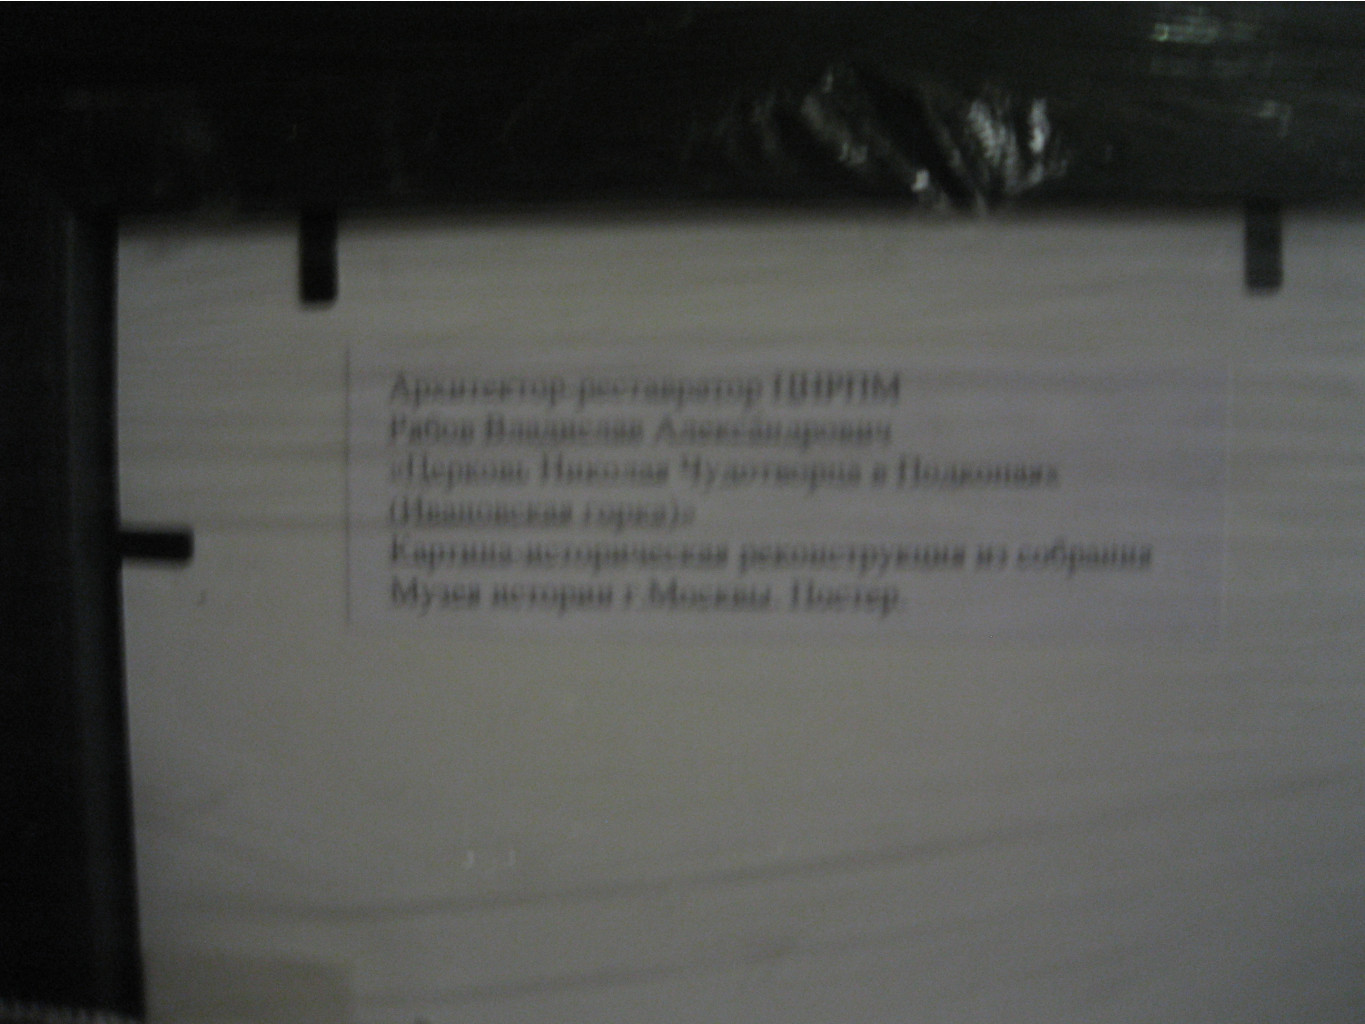 Архитектор-реставратор ЦНРПМ
Рябов Владислав Александрович
«Церковь Николая Чудотворца в Подкопаях
(Ивановская горка)»
Картина-историческая реконструкция из собрания
Музея истории г.Москвы. Постер.